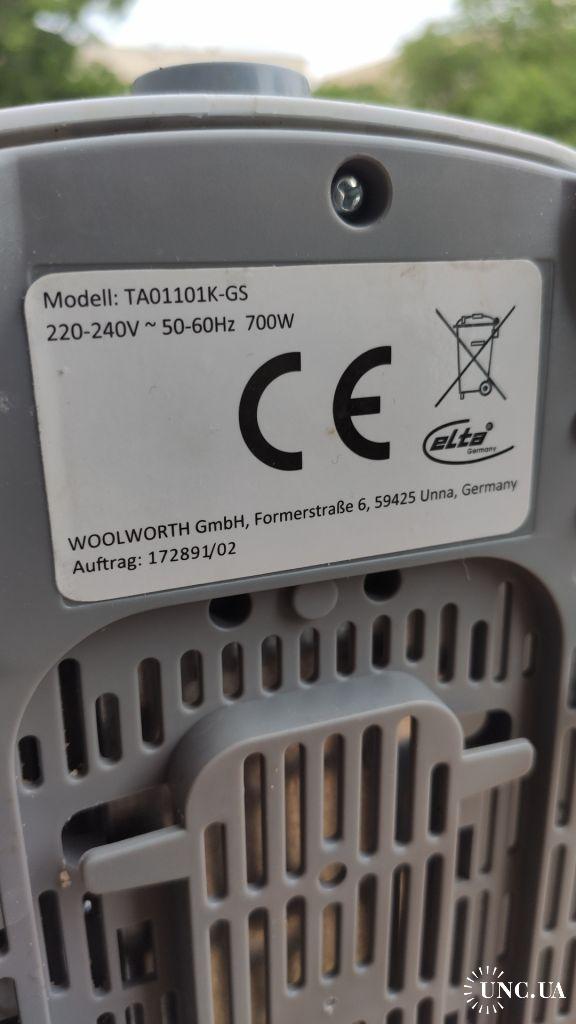 Modell: TA01101K-GS
220-240V ~ 50-60Hz 700W
CE
elta
Germany
WOOLWORTH GmbH, Formerstraße 6, 59425 Unna, Germany
Auftrag: 172891/02
UNC.UA